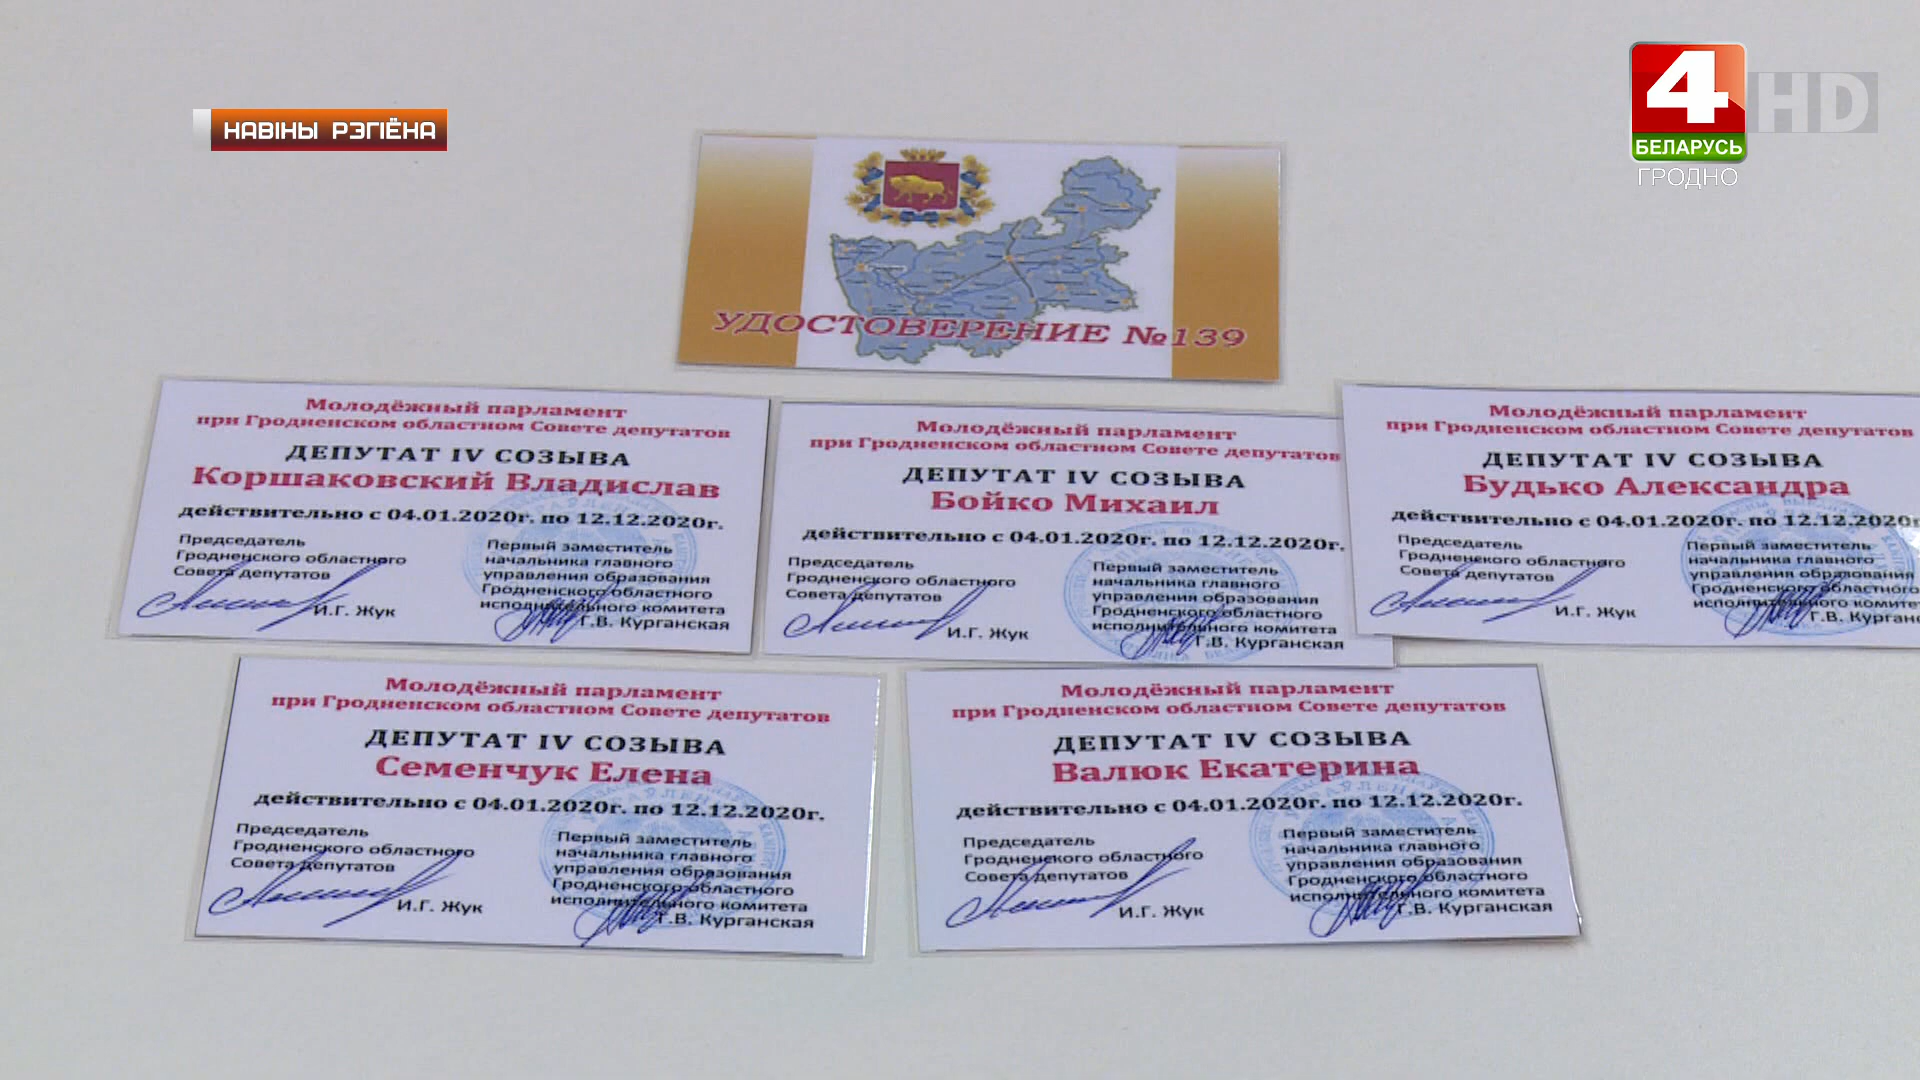 НАВІНЫ РЭГІЁНА
4 HD
БЕЛАРУСЬ
ГРОДНО
УДОСТОВЕРЕНИЕ №139
Молодёжный парламент
при Гродненском областном Совете депутатов
ДЕПУТАТ IV СОЗЫВА
Коршаковский Владислав
действительно с 04.01.2020г. по 12.12.2020г.
Председатель
Гродненского областного
Совета депутатов
И.Г. Жук
Первый заместитель
начальника главного
управления образования
Гродненского областного
исполнительного комитета
Г.В. Курганская
Молодёжный парламент
при Гродненском областном Совете депутатов
ДЕПУТАТ IV СОЗЫВА
Бойко Михаил
действительно с 04.01.2020г. по 12.12.2020г.
Председатель
Гродненского областного
Совета депутатов
И.Г. Жук
Первый заместитель
начальника главного
управления образования
Гродненского областного
исполнительного комитета
Г.В. Курганская
Молодёжный парламент
при Гродненском областном Совете депутатов
ДЕПУТАТ IV СОЗЫВА
Будько Александра
действительно с 04.01.2020г. по 12.12.2020г
Председатель
Гродненского областного
Совета депутатов
И.Г. Жук
Первый заместитель
начальника главного
управления образования
Гродненского областного
исполнительного комитет
Г.В. Курган
Молодёжный парламент
при Гродненском областном Совете депутатов
ДЕПУТАТ IV СОЗЫВА
Семенчук Елена
действительно с 04.01.2020г. по 12.12.2020г.
Председатель
Гродненского областного
Совета депутатов
И.Г. Жук
Первый заместитель
начальника главного
управления образования
Гродненского областного
исполнительного комитета
Г.В. Курганская
Молодёжный парламент
при Гродненском областном Совете депутатов
ДЕПУТАТ IV СОЗЫВА
Валюк Екатерина
действительно с 04.01.2020г. по 12.12.2020г.
Председатель
Гродненского областного
Совета депутатов
И.Г. Жук
Первый заместитель
начальника главного
управления образования
Гродненского областного
исполнительного комитета
Г.В. Курганская